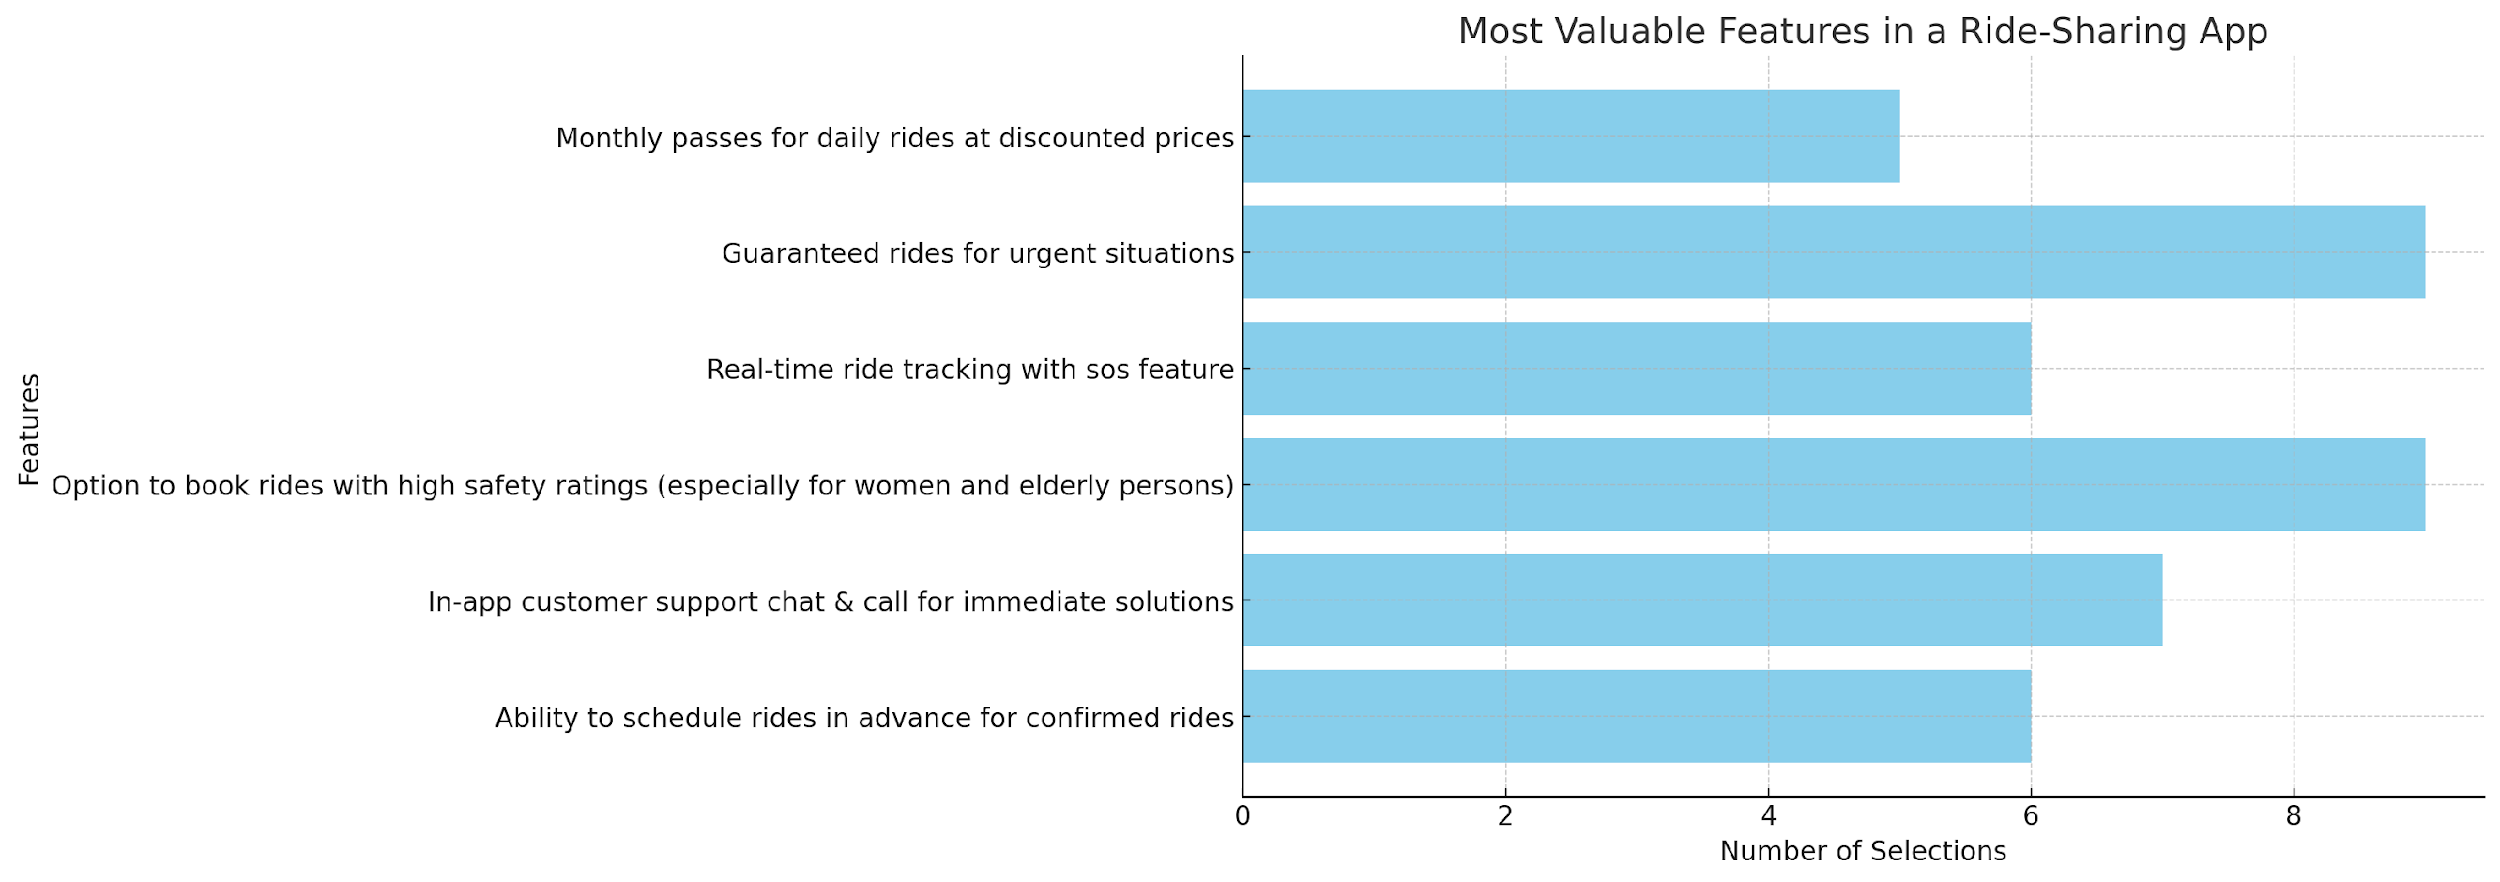 Most Valuable Features in a Ride-Sharing App
Monthly passes for daily rides at discounted prices
Guaranteed rides for urgent situations
Real-time ride tracking with sos feature
Features
Option to book rides with high safety ratings (especially for women and elderly persons)
In-app customer support chat & call for immediate solutions
Ability to schedule rides in advance for confirmed rides
0 2 4 6 8
Number of Selections